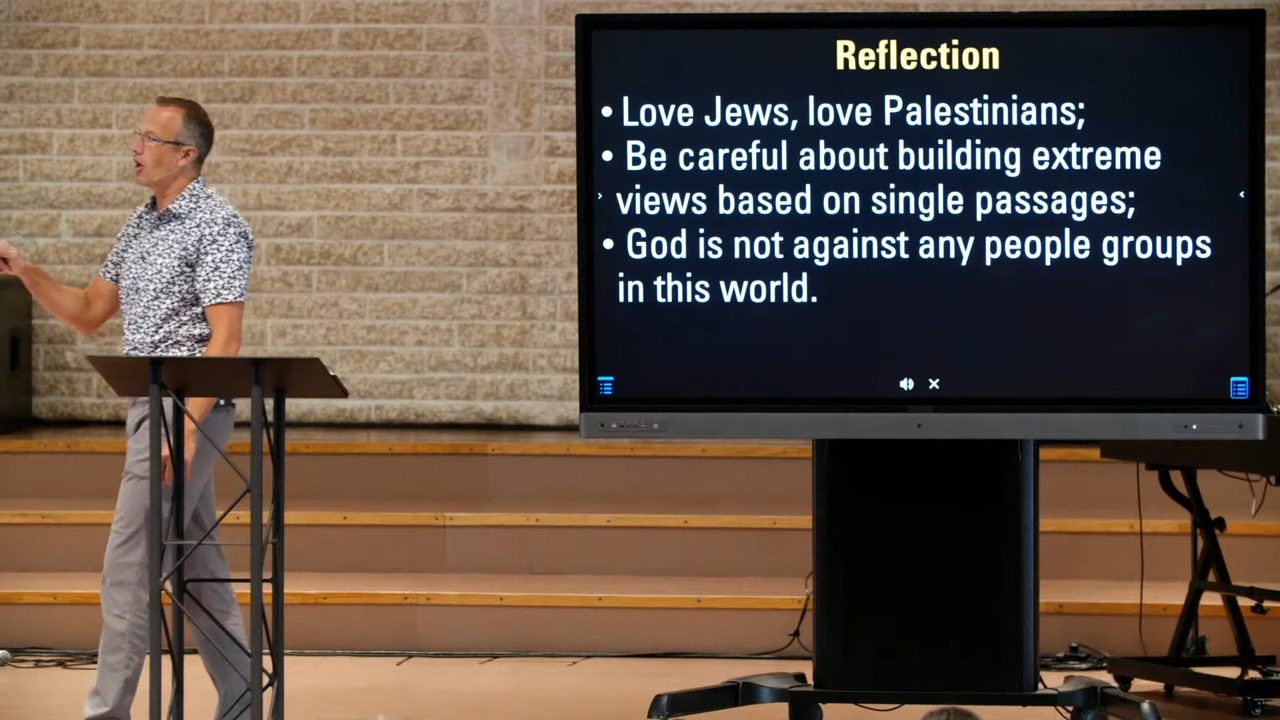 Reflection
• Love Jews, love Palestinians;
• Be careful about building extreme
views based on single passages;
• God is not against any people groups
in this world.